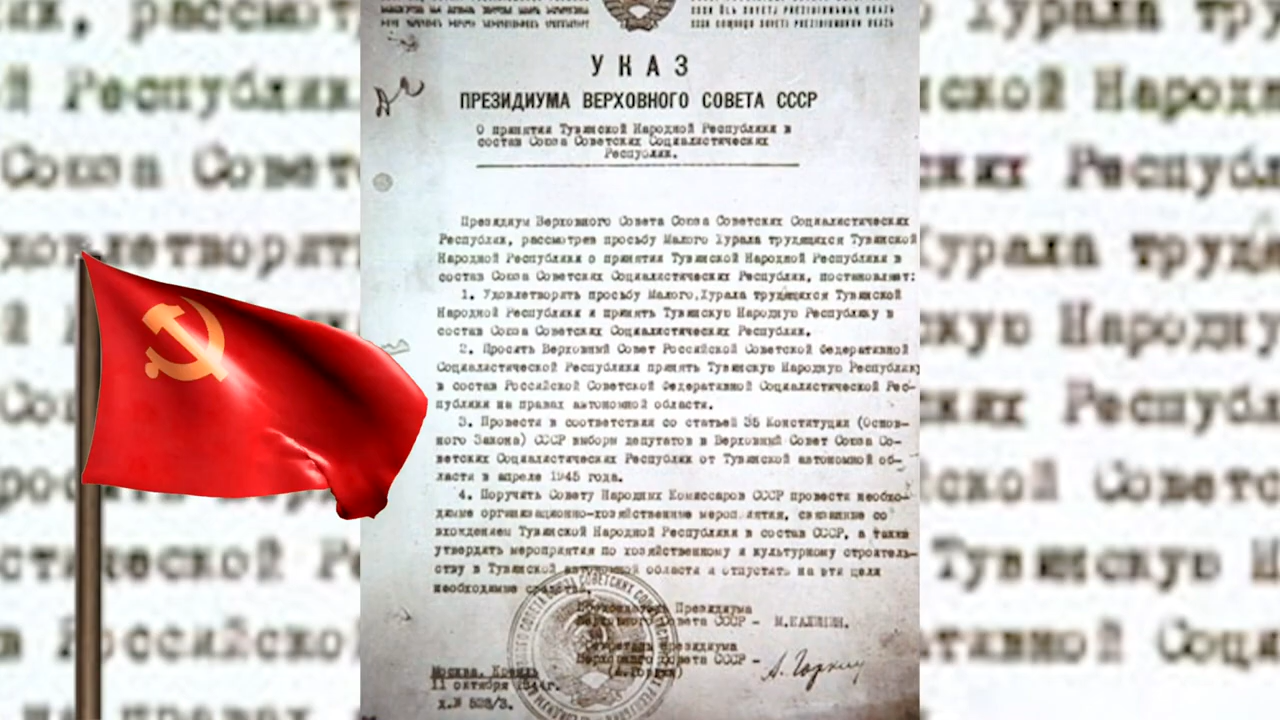 УКАЗ
ПРЕЗИДИУМА ВЕРХОВНОГО СОВЕТА СССР
О принятии Тувинской Народной Республики в
состав Союза Советских Социалистических
Республик.
Президиум Верховного Совета Союза Советских Социалистических
Республик, рассмотрев просьбу Малого Хурала трудящихся Тувинской
Народной Республики о принятии Тувинской Народной Республики в
состав Союза Советских Социалистических Республик, постановляет:
1. Удовлетворить просьбу Малого Хурала трудящихся Тувинской
Народной Республики и принять Тувинскую Народную Республику в
состав Союза Советских Социалистических Республик.
2. Просить Верховный Совет Российской Советской Федеративной
Социалистической Республики принять Тувинскую Народную Республику
в состав Российской Советской Федеративной Социалистической Рес-
публики на правах автономной области.
3. Провести в соответствии со статьей 35 Конституции (Основ-
ного Закона) СССР выборы депутатов в Верховный Совет Союза Со-
ветских Социалистических Республик от Тувинской автономной об-
ласти в апреле 1945 года.
4. Поручить Совету Народных Комиссаров СССР провести необхо-
димые организационно-хозяйственные мероприятия, связанные со
вхождением Тувинской Народной Республики в состав СССР, а также
утвердить мероприятия по хозяйственному и культурному строитель-
ству в Тувинской автономной области и отпустить на эти цели
необходимые средства.
Председатель Президиума
Верховного Совета СССР - М.КАЛИНИН.
Секретарь Президиума
Верховного Совета СССР - А. Горкин
(А.Горкин)
Москва, Кремль
11 октября 1944г.
х.№ 528/3.